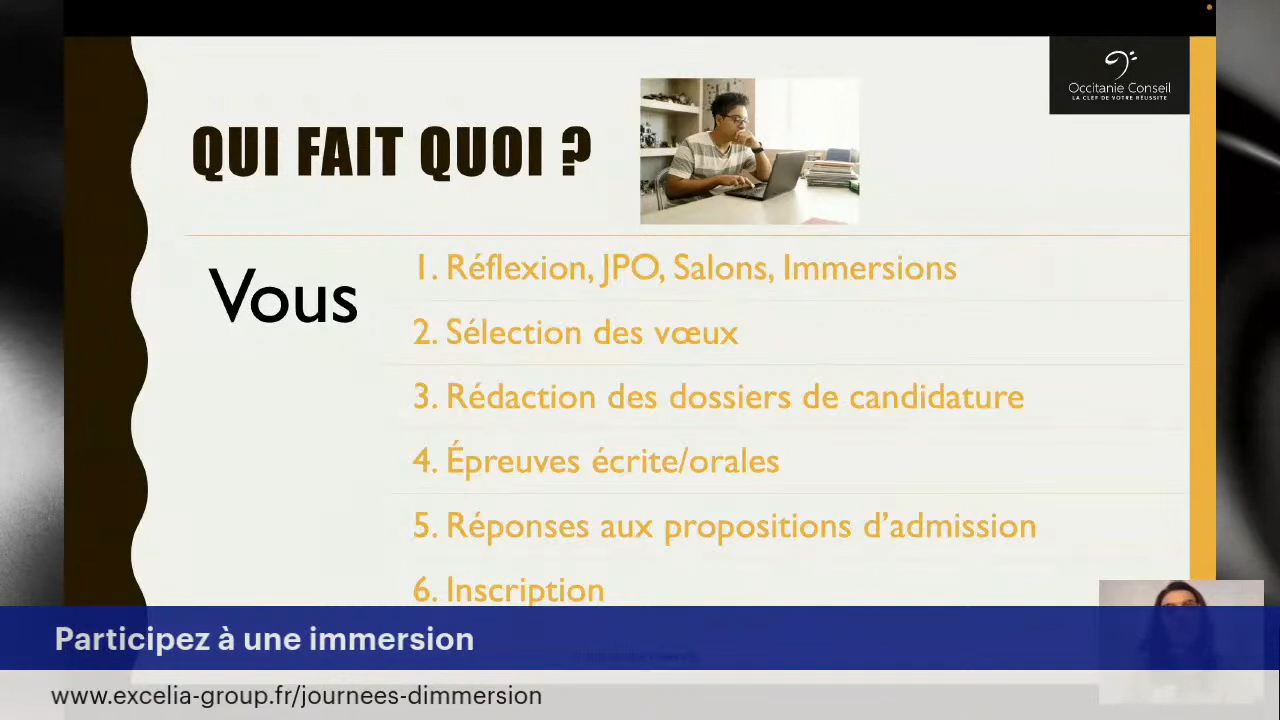 Occitanie Conseil
LA CLEF DE VOTRE RÉUSSITE
QUI FAIT QUOI ?
Vous
1. Réflexion, JPO, Salons, Immersions
2. Sélection des vœux
3. Rédaction des dossiers de candidature
4. Épreuves écrite/orales
5. Réponses aux propositions d’admission
6. Inscription
Participez à une immersion
www.excelia-group.fr/journees-dimmersion